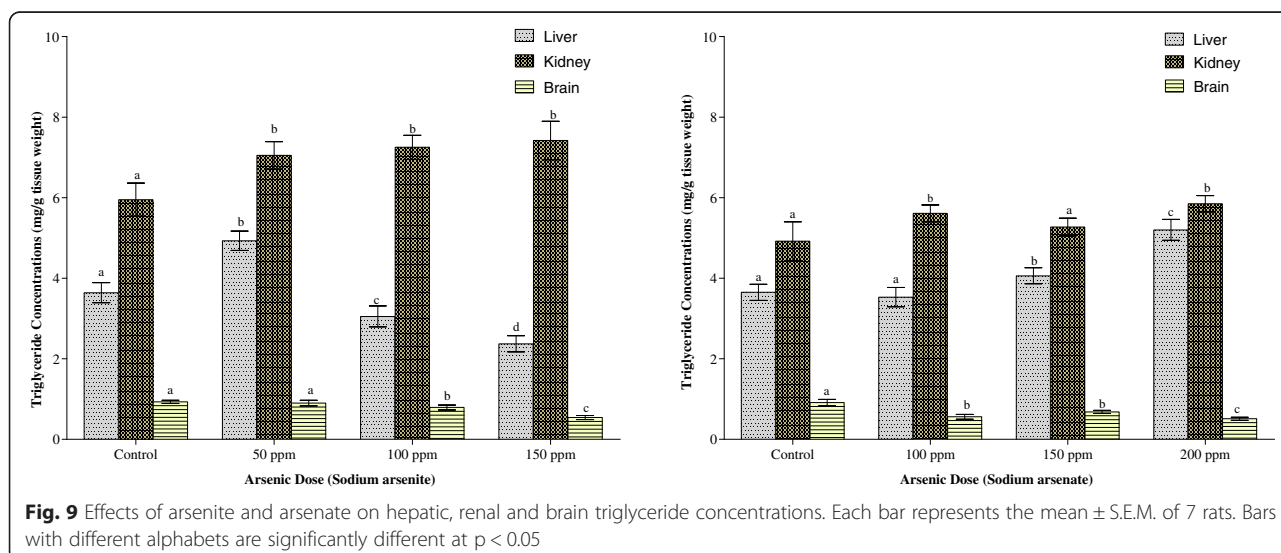 10
8
6
4
2
0
Triglyceride Concentrations (mg/g tissue weight)
Liver
Kidney
Brain
a a a
b b a
c b b
d b c
Control 50 ppm 100 ppm 150 ppm
Arsenic Dose (Sodium arsenite)
10
8
6
4
2
0
Triglyceride Concentrations (mg/g tissue weight)
Liver
Kidney
Brain
a a a
a b b
b a b
c b c
Control 100 ppm 150 ppm 200 ppm
Arsenic Dose (Sodium arsenate)
Fig. 9 Effects of arsenite and arsenate on hepatic, renal and brain triglyceride concentrations. Each bar represents the mean ± S.E.M. of 7 rats. Bars
with different alphabets are significantly different at p < 0.05